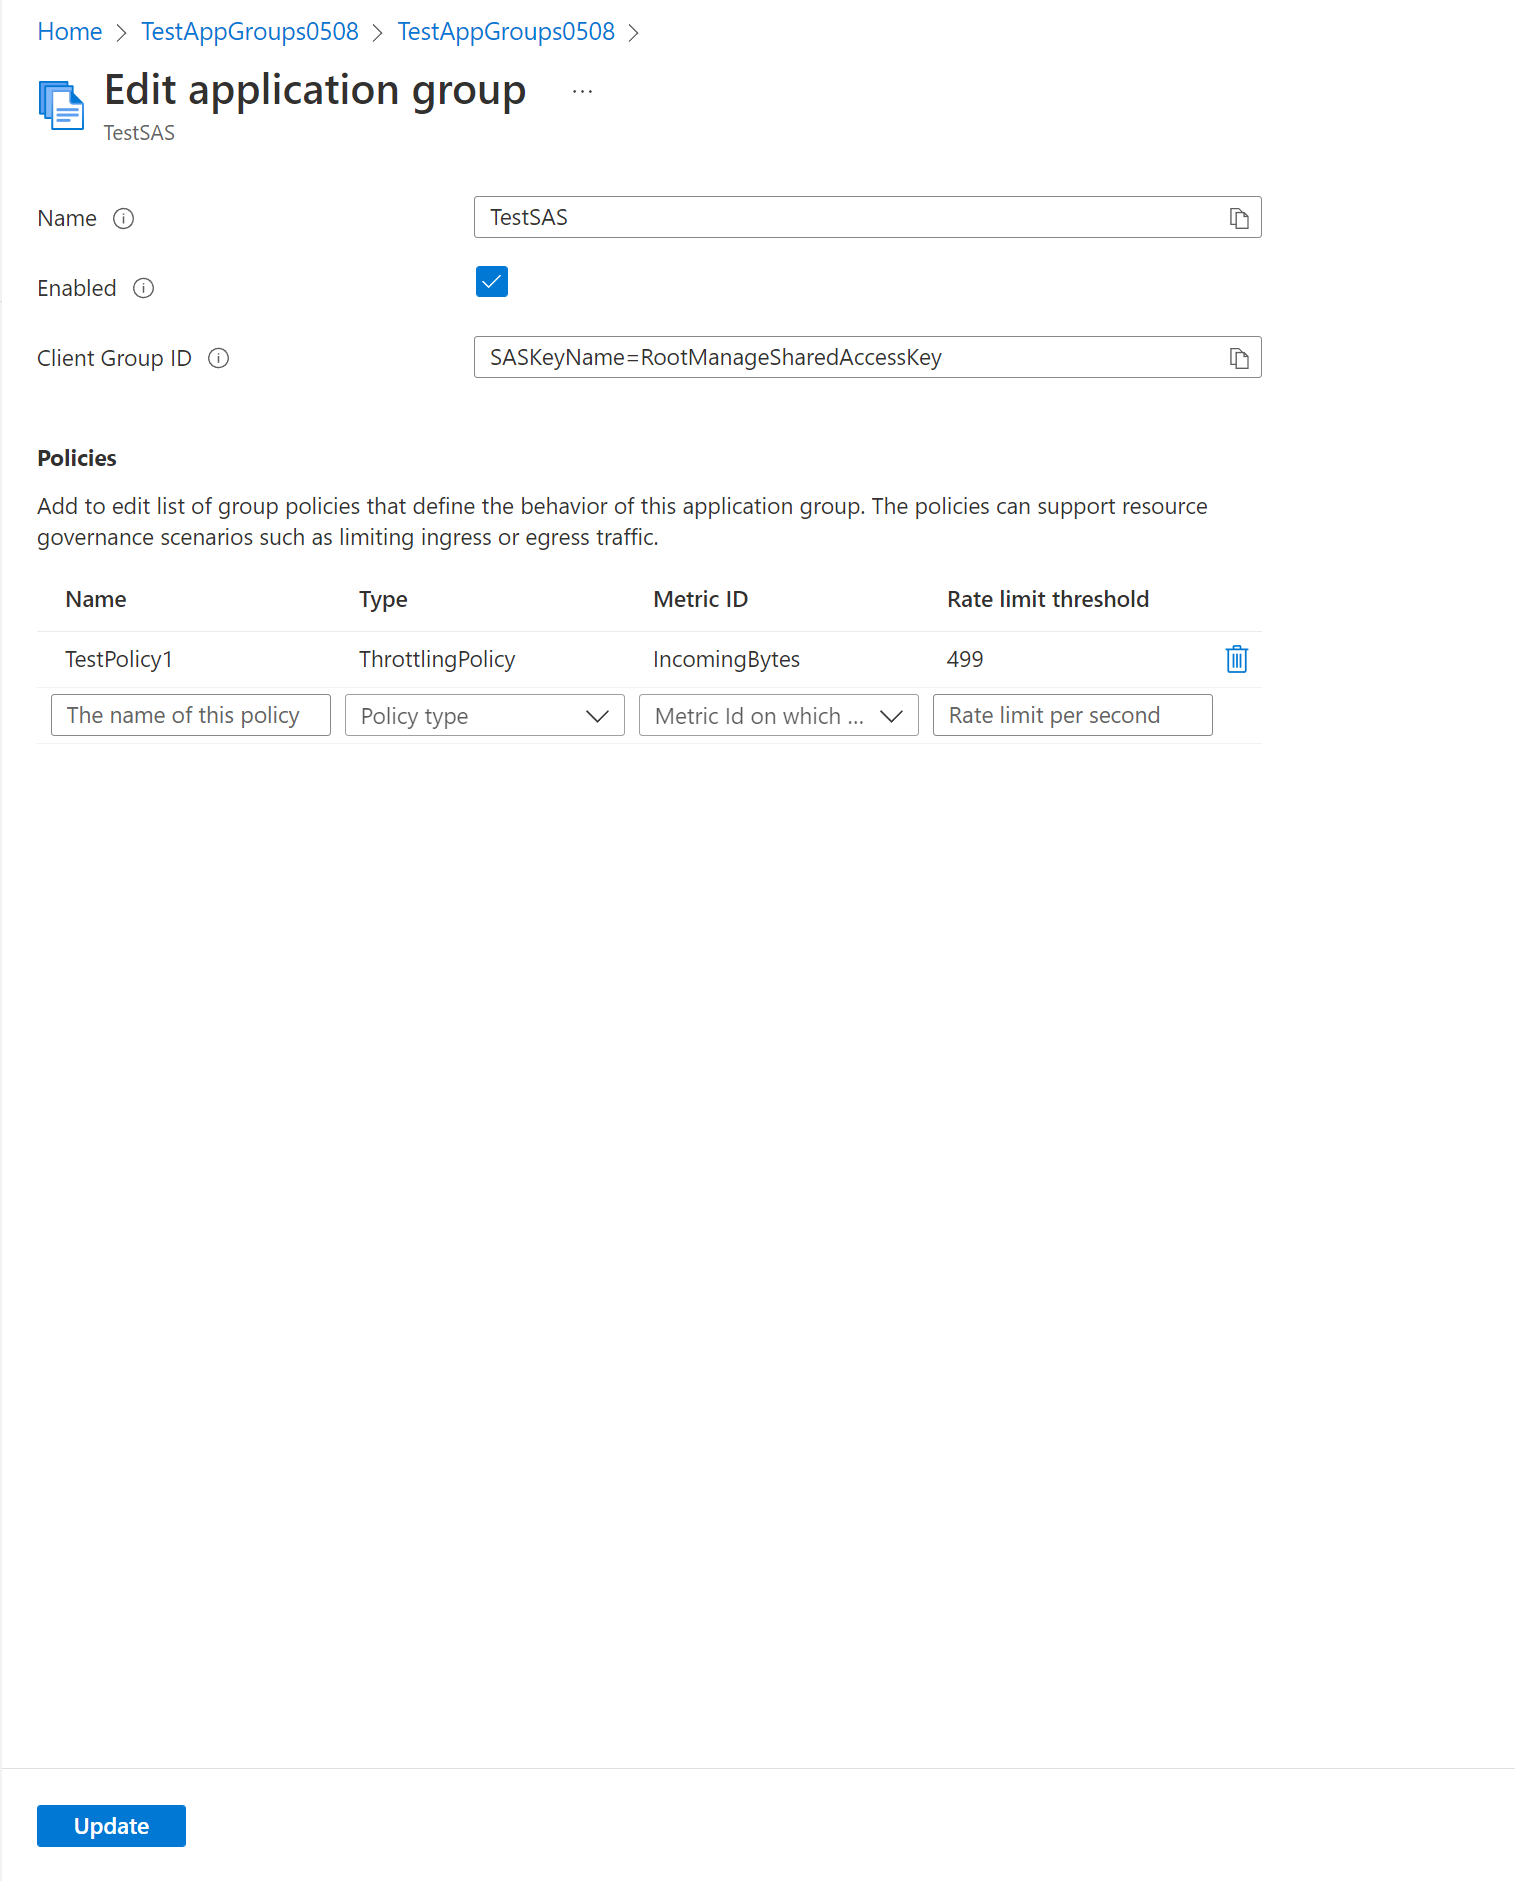 Home > TestAppGroups0508 > TestAppGroups0508 >
Edit application group ...
TestSAS
Name
TestSAS
Enabled
Client Group ID
SASKeyName=RootManageSharedAccessKey
Policies
Add to edit list of group policies that define the behavior of this application group. The policies can support resource
governance scenarios such as limiting ingress or egress traffic.
Name Type Metric ID Rate limit threshold
TestPolicy1 ThrottlingPolicy IncomingBytes 499
The name of this policy Policy type Metric Id on which ... Rate limit per second
Update